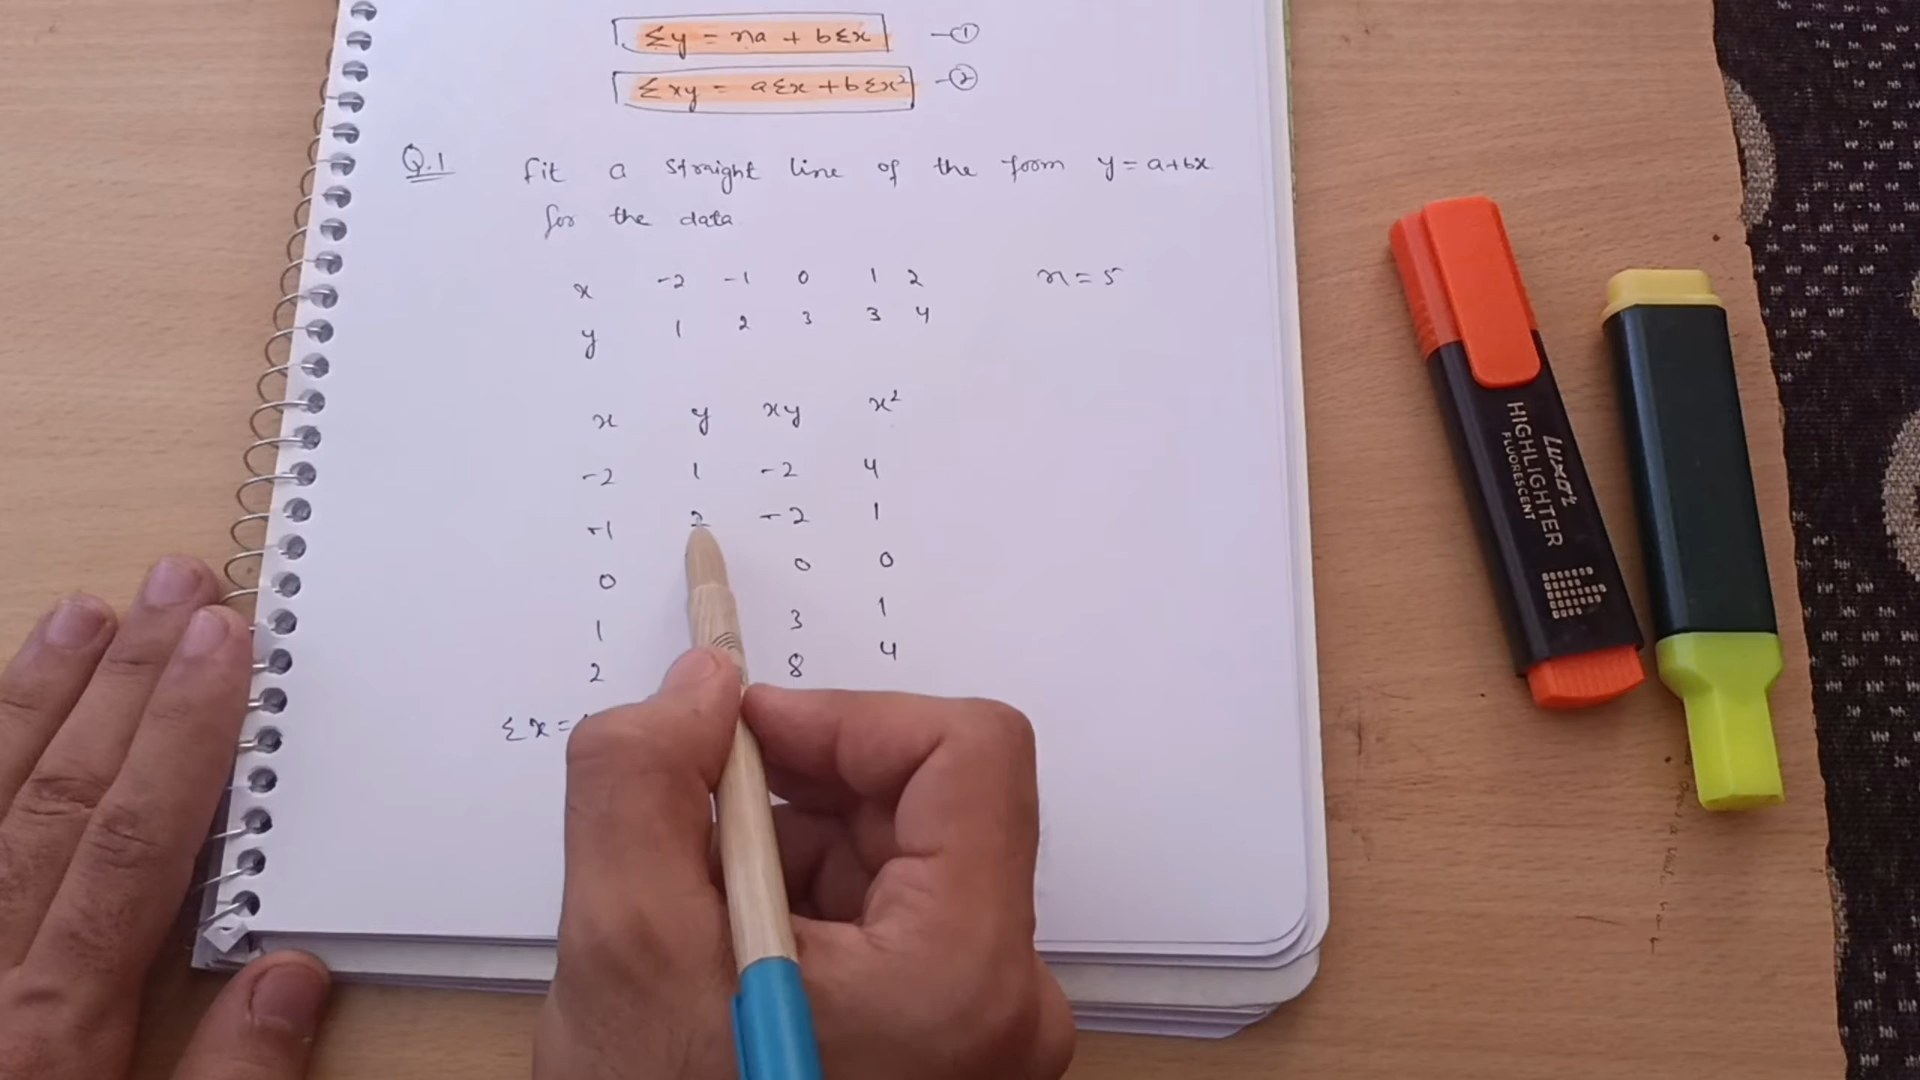 Σy = na + bΣx —①
Σxy = aΣx + bΣx² —②
Q.1 Fit a straight line of the form y = a+bx
for the data
x -2 -1 0 1 2 n = 5
y 1 2 3 3 4
x y xy x²
-2 1 -2 4
-1 2 -2 1
0 0 0
1 3 1
2 8 4
Σx =
Luxor
HIGHLIGHTER
FLUORESCENT